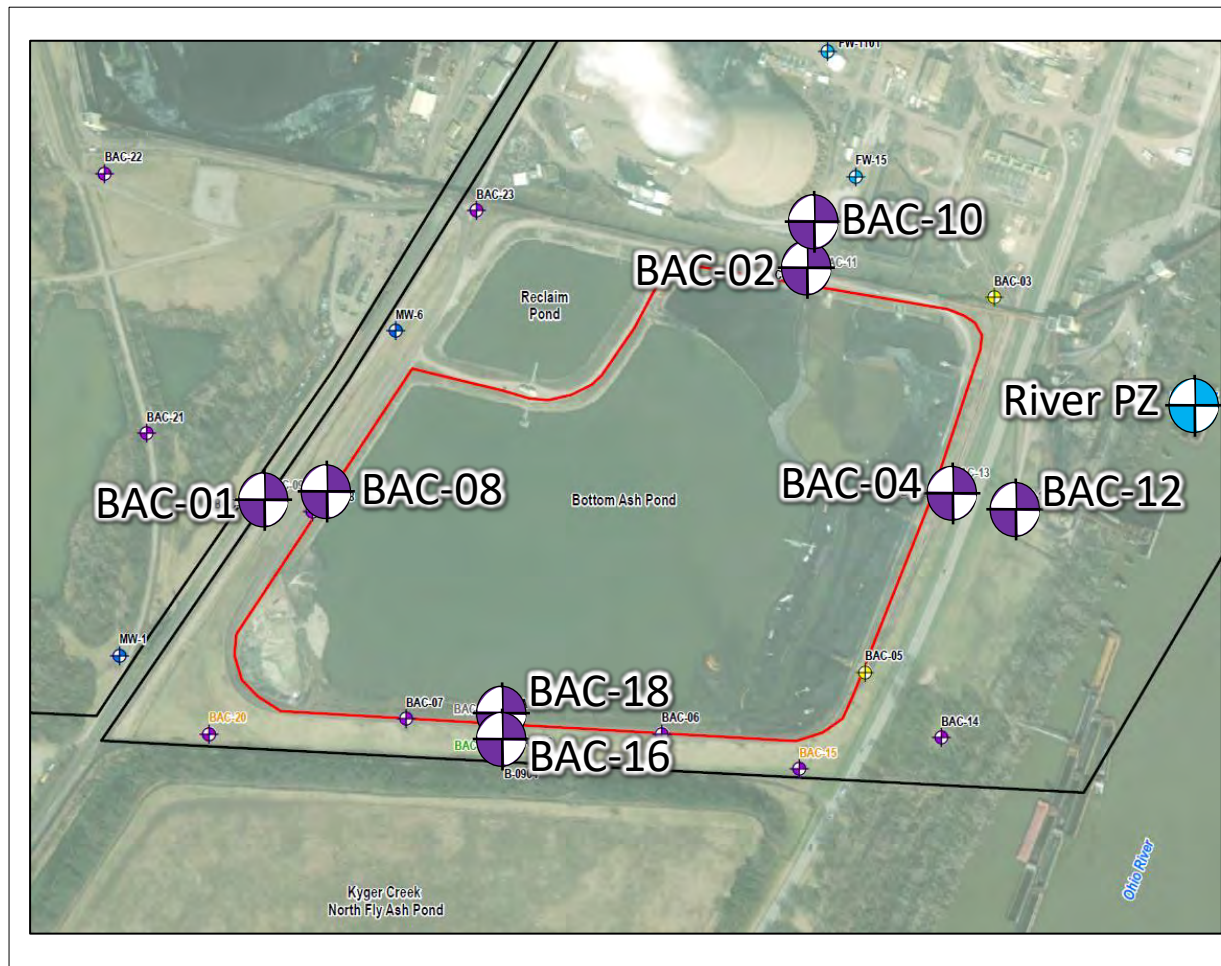 FW-1101
BAC-22
FW-15
BAC-23
BAC-10
BAC-02
BAC-03
Reclaim
Pond
MW-6
River PZ
BAC-21
BAC-01
BAC-08
Bottom Ash Pond
BAC-04
BAC-12
MW-1
BAC-05
BAC-18
BAC-07
BAC-06
BAC-20
BAC-14
BAC-16
BAC-15
Ohio River
Kyger Creek
North Fly Ash Pond